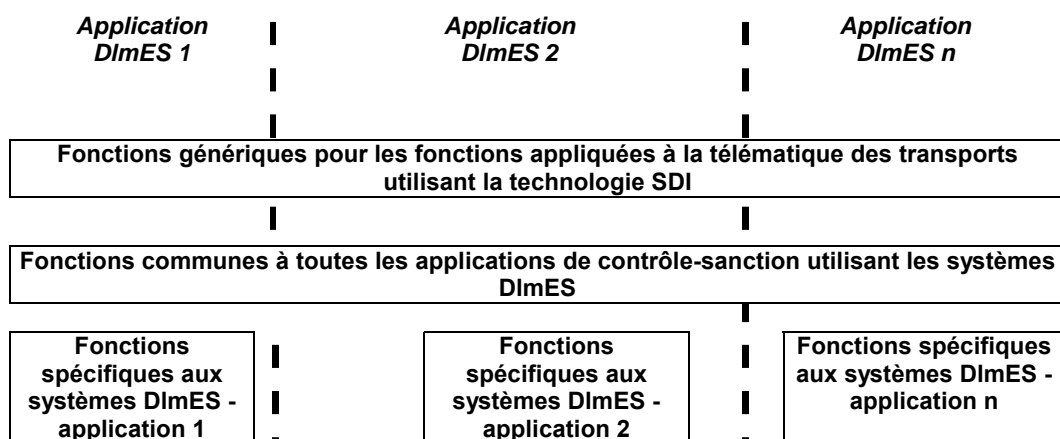 Application
DImES 1
Application
DImES 2
Application
DImES n
Fonctions génériques pour les fonctions appliquées à la télématique des transports
utilisant la technologie SDI
Fonctions communes à toutes les applications de contrôle-sanction utilisant les systèmes
DImES
Fonctions
spécifiques aux
systèmes DImES -
application 1
Fonctions
spécifiques aux
systèmes DImES -
application 2
Fonctions spécifiques
aux systèmes DImES -
application n